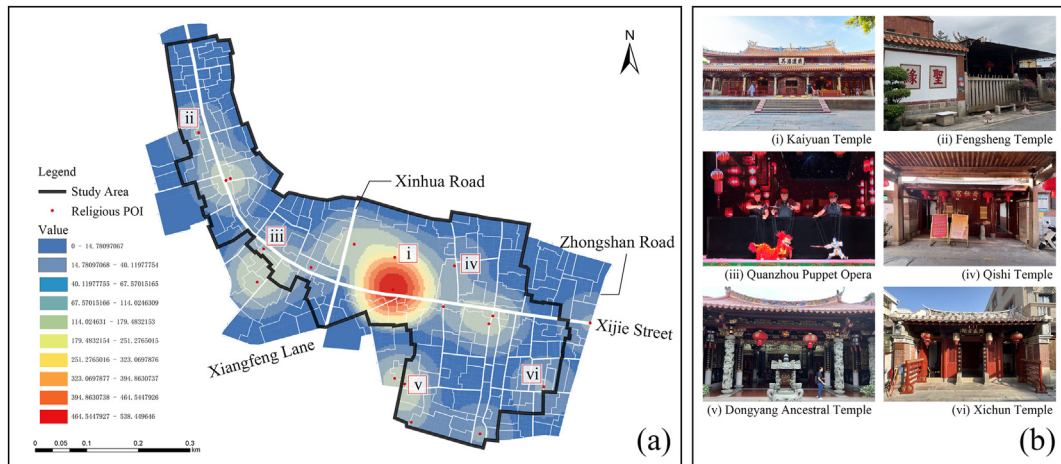 N
ii
Xinhua Road
Legend
Study Area
Religious POI
Value
0 - 14.78097067
14.78097068 - 40.11977754
40.11977755 - 67.57015165
67.57015166 - 114.0246309
114.024631 - 179.4832153
179.4832154 - 251.2765015
251.2765016 - 323.0697876
323.0697877 - 394.8630737
394.8630738 - 464.5447926
464.5447927 - 538.449646
iii
i
iv
Zhongshan Road
Xijie Street
Xiangfeng Lane
v
vi
0 0.05 0.1 0.2 0.3
km
(a)
(i) Kaiyuan Temple
緣 聖
(ii) Fengsheng Temple
(iii) Quanzhou Puppet Opera
(iv) Qishi Temple
(v) Dongyang Ancestral Temple
(vi) Xichun Temple
(b)